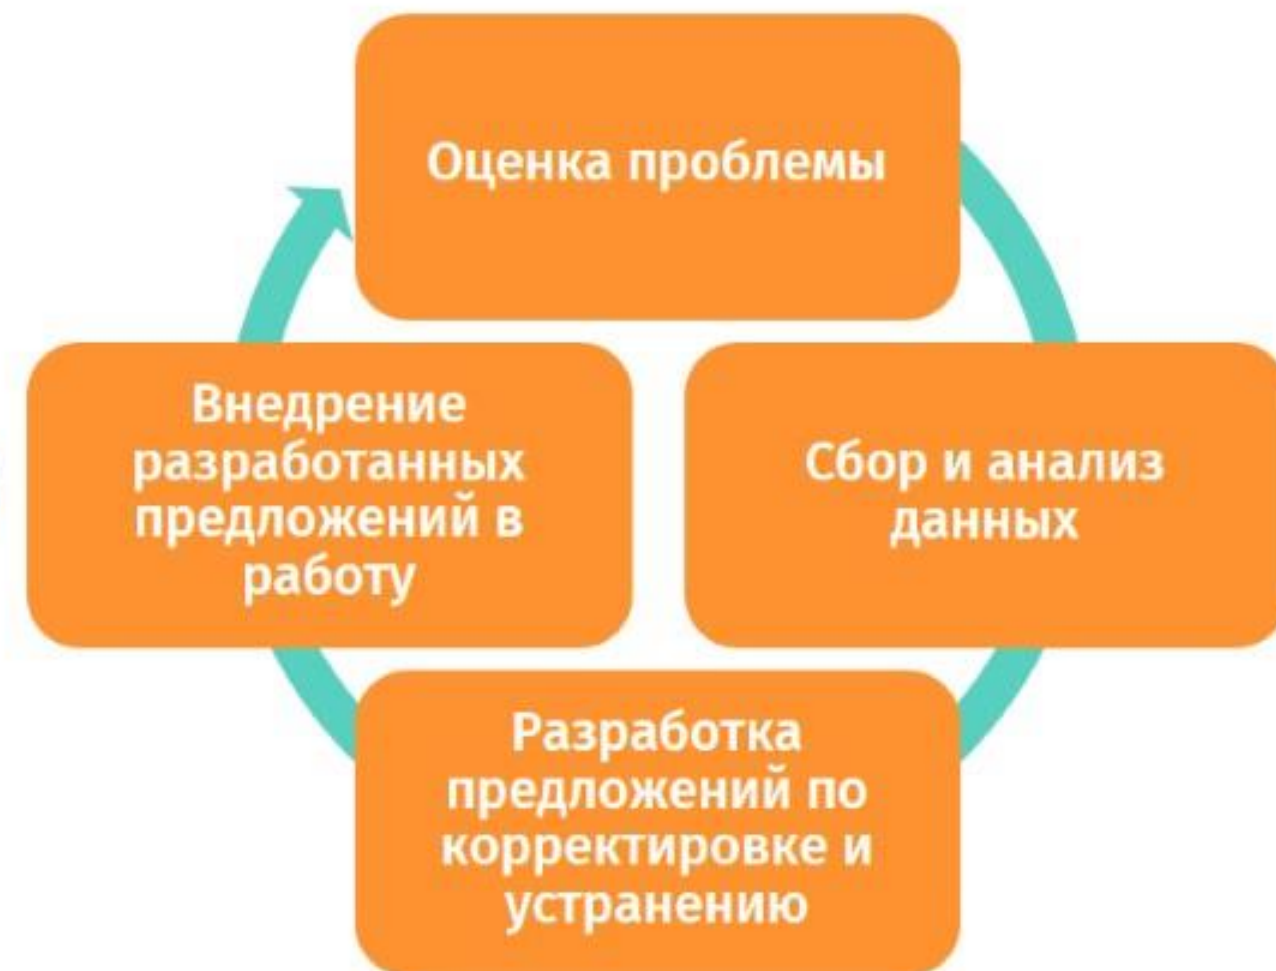 Оценка проблемы
Сбор и анализ
данных
Разработка
предложений по
корректировке и
устранению
Внедрение
разработанных
предложений в
работу